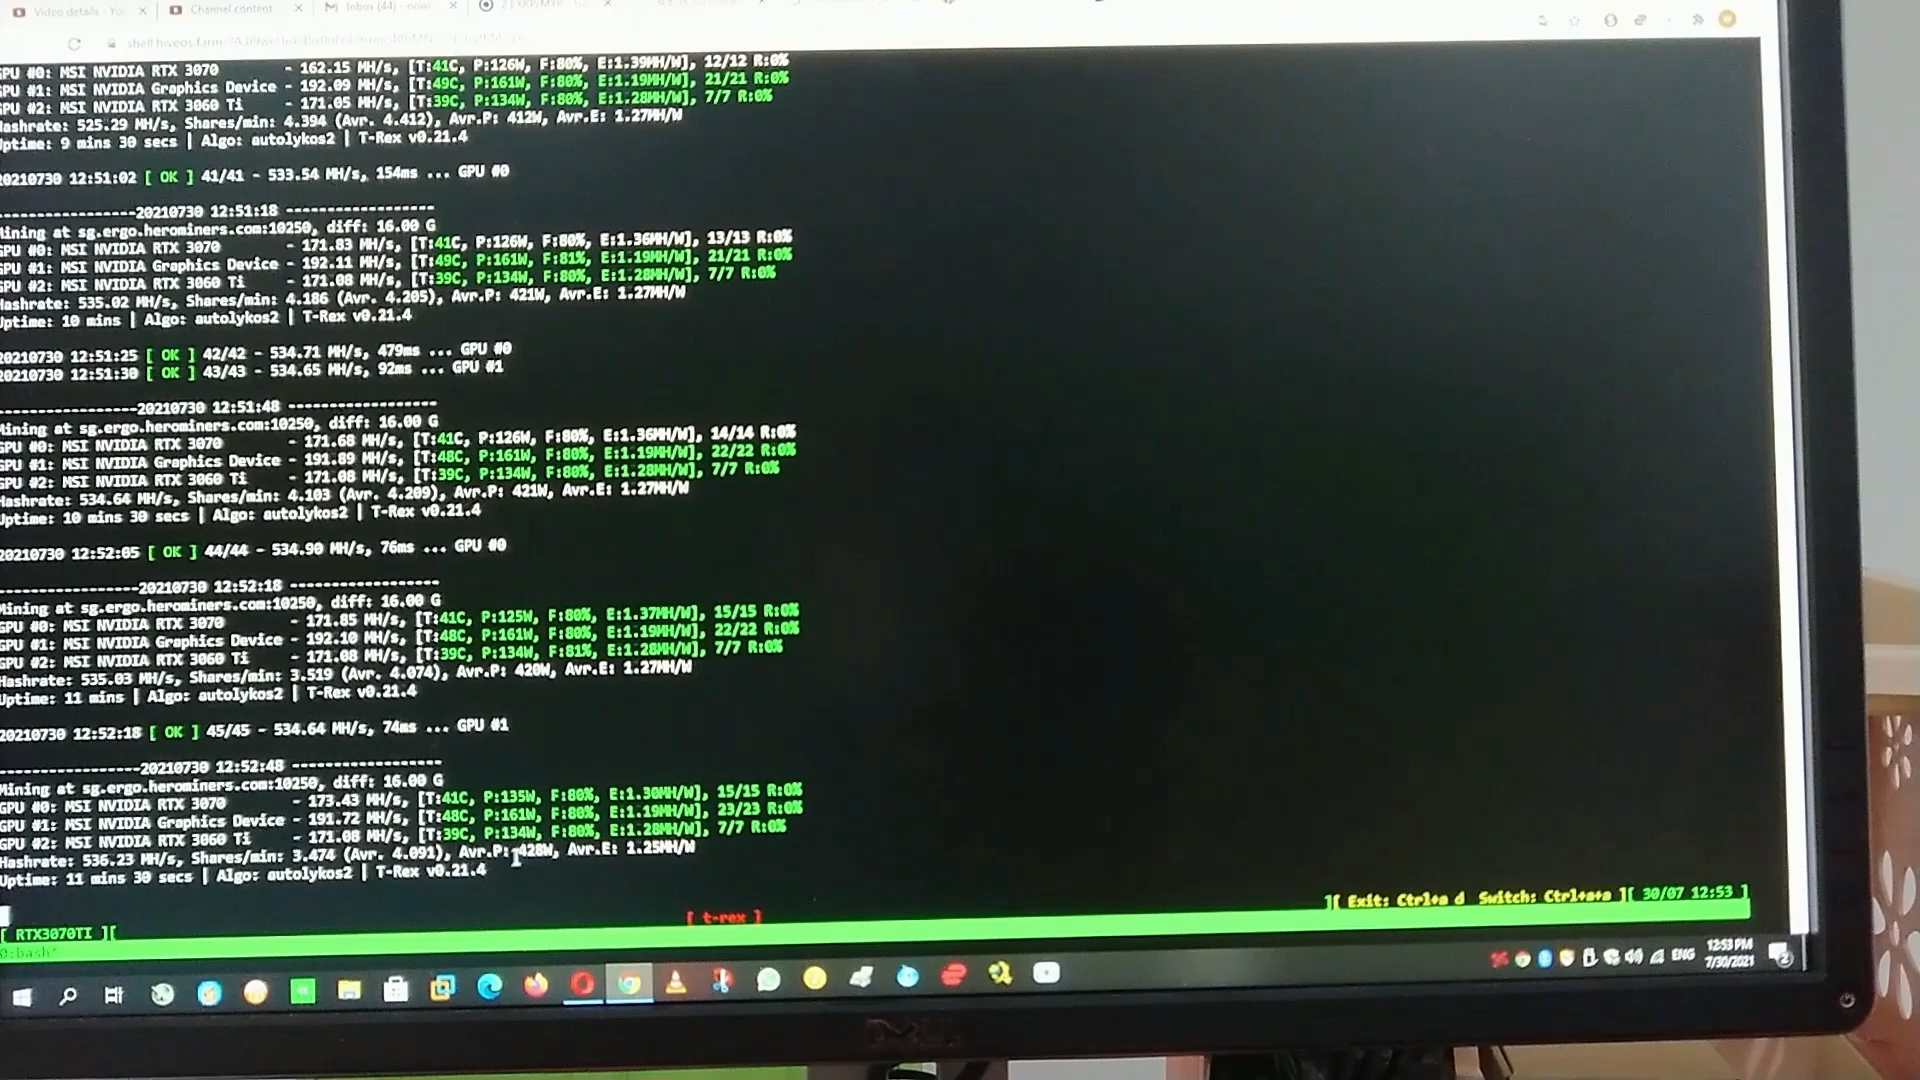 Video details - Yo
Channel content
Inbox (44) - now
shell.hiveos.farm
PU #0: MSI NVIDIA RTX 3070 - 162.15 MH/s, [T:41C, P:126W, F:80%, E:1.39MH/W], 12/12 R:0%
GPU #1: MSI NVIDIA Graphics Device - 192.09 MH/s, [T:49C, P:161W, F:80%, E:1.19MH/W], 21/21 R:0%
GPU #2: MSI NVIDIA RTX 3060 Ti - 171.05 MH/s, [T:39C, P:134W, F:80%, E:1.28MH/W], 7/7 R:0%
Hashrate: 525.29 MH/s, Shares/min: 4.394 (Avr. 4.412), Avr.P: 412W, Avr.E: 1.27MH/W
Uptime: 9 mins 30 secs | Algo: autolykos2 | T-Rex v0.21.4
20210730 12:51:02 [ OK ] 41/41 - 533.54 MH/s, 154ms ... GPU #0
-----------------20210730 12:51:18 ------------------
Mining at sg.ergo.herominers.com:10250, diff: 16.00 G
GPU #0: MSI NVIDIA RTX 3070 - 171.83 MH/s, [T:41C, P:126W, F:80%, E:1.36MH/W], 13/13 R:0%
GPU #1: MSI NVIDIA Graphics Device - 192.11 MH/s, [T:49C, P:161W, F:81%, E:1.19MH/W], 21/21 R:0%
GPU #2: MSI NVIDIA RTX 3060 Ti - 171.08 MH/s, [T:39C, P:134W, F:80%, E:1.28MH/W], 7/7 R:0%
Hashrate: 535.02 MH/s, Shares/min: 4.186 (Avr. 4.205), Avr.P: 421W, Avr.E: 1.27MH/W
Uptime: 10 mins | Algo: autolykos2 | T-Rex v0.21.4
20210730 12:51:25 [ OK ] 42/42 - 534.71 MH/s, 479ms ... GPU #0
20210730 12:51:30 [ OK ] 43/43 - 534.65 MH/s, 92ms ... GPU #1
-----------------20210730 12:51:48 ------------------
Mining at sg.ergo.herominers.com:10250, diff: 16.00 G
GPU #0: MSI NVIDIA RTX 3070 - 171.68 MH/s, [T:41C, P:126W, F:80%, E:1.36MH/W], 14/14 R:0%
GPU #1: MSI NVIDIA Graphics Device - 191.89 MH/s, [T:48C, P:161W, F:80%, E:1.19MH/W], 22/22 R:0%
GPU #2: MSI NVIDIA RTX 3060 Ti - 171.08 MH/s, [T:39C, P:134W, F:80%, E:1.28MH/W], 7/7 R:0%
Hashrate: 534.64 MH/s, Shares/min: 4.103 (Avr. 4.209), Avr.P: 421W, Avr.E: 1.27MH/W
Uptime: 10 mins 30 secs | Algo: autolykos2 | T-Rex v0.21.4
20210730 12:52:05 [ OK ] 44/44 - 534.90 MH/s, 76ms ... GPU #0
-----------------20210730 12:52:18 ------------------
Mining at sg.ergo.herominers.com:10250, diff: 16.00 G
GPU #0: MSI NVIDIA RTX 3070 - 171.85 MH/s, [T:41C, P:125W, F:80%, E:1.37MH/W], 15/15 R:0%
GPU #1: MSI NVIDIA Graphics Device - 192.10 MH/s, [T:48C, P:161W, F:80%, E:1.19MH/W], 22/22 R:0%
GPU #2: MSI NVIDIA RTX 3060 Ti - 171.08 MH/s, [T:39C, P:134W, F:81%, E:1.28MH/W], 7/7 R:0%
Hashrate: 535.03 MH/s, Shares/min: 3.519 (Avr. 4.074), Avr.P: 420W, Avr.E: 1.27MH/W
Uptime: 11 mins | Algo: autolykos2 | T-Rex v0.21.4
20210730 12:52:18 [ OK ] 45/45 - 534.64 MH/s, 74ms ... GPU #1
-----------------20210730 12:52:48 ------------------
Mining at sg.ergo.herominers.com:10250, diff: 16.00 G
GPU #0: MSI NVIDIA RTX 3070 - 173.43 MH/s, [T:41C, P:135W, F:80%, E:1.30MH/W], 15/15 R:0%
GPU #1: MSI NVIDIA Graphics Device - 191.72 MH/s, [T:48C, P:161W, F:80%, E:1.19MH/W], 23/23 R:0%
GPU #2: MSI NVIDIA RTX 3060 Ti - 171.08 MH/s, [T:39C, P:134W, F:80%, E:1.28MH/W], 7/7 R:0%
Hashrate: 536.23 MH/s, Shares/min: 3.474 (Avr. 4.091), Avr.P: 428W, Avr.E: 1.25MH/W
Uptime: 11 mins 30 secs | Algo: autolykos2 | T-Rex v0.21.4
][ Exit: Ctrl+a d Switch: Ctrl+a+a ][ 30/07 12:53 ]
[ t-rex ]
[ RTX3070TI ][
0:bash*
ENG
12:53 PM
7/30/2021
2